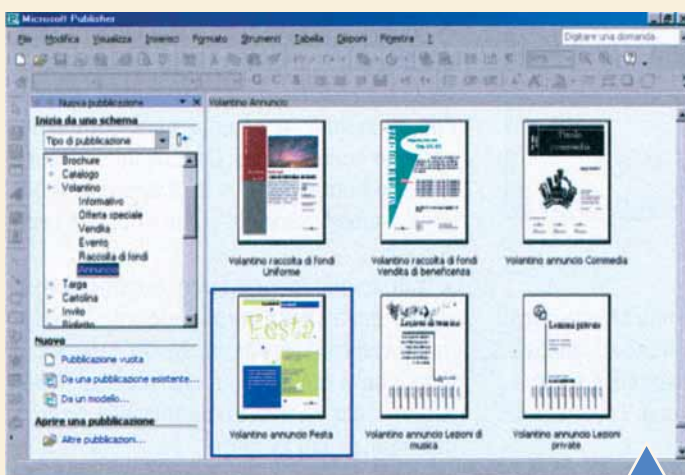 Microsoft Publisher
File Modifica Visualizza Inserisci Formato Strumenti Tabella Disponi Finestra ?
Digitare una domanda
Nuova pubblicazione
Volantino Annuncio
Inizia da uno schema
Tipo di pubblicazione
Brochure
Catalogo
Volantino
Informativo
Offerta speciale
Vendita
Evento
Raccolta di fondi
Annuncio
Targa
Cartolina
Invito
Biglietto
Nuovo
Pubblicazione vuota
Da una pubblicazione esistente...
Da un modello...
Aprire una pubblicazione
Altre pubblicazioni...
Volantino raccolta di fondi Uniforme
Volantino raccolta di fondi Vendita di beneficenza
Titolo commedia
Volantino annuncio Commedia
Festa
Volantino annuncio Festa
Lezioni di musica
Volantino annuncio Lezioni di musica
Lezioni private
Volantino annuncio Lezioni private